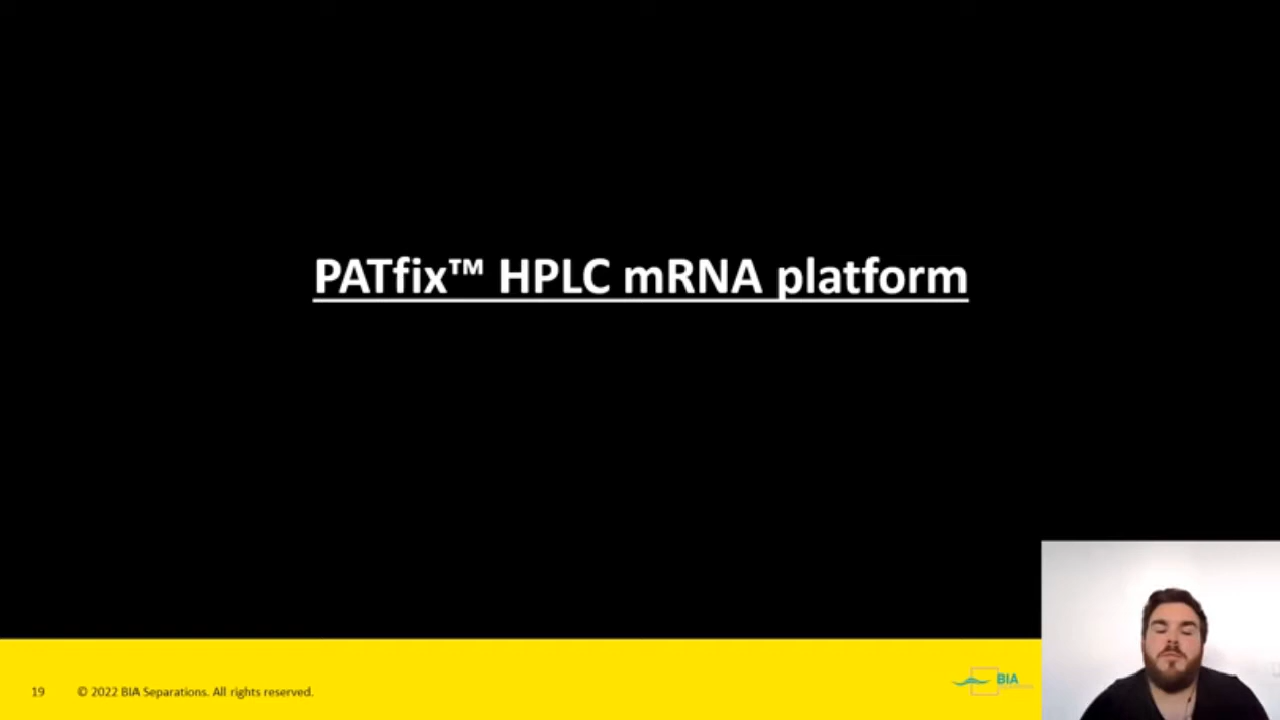 PATfix™ HPLC mRNA platform
19
© 2022 BIA Separations. All rights reserved.
BIA